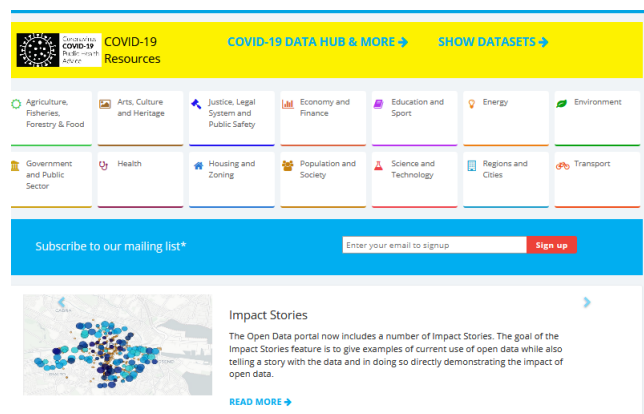 Coronavirus
COVID-19
Public Health
Advice
COVID-19
Resources
COVID-19 DATA HUB & MORE →
SHOW DATASETS →
Agriculture,
Fisheries,
Forestry & Food
Arts, Culture
and Heritage
Justice, Legal
System and
Public Safety
Economy and
Finance
Education and
Sport
Energy
Environment
Government
and Public
Sector
Health
Housing and
Zoning
Population and
Society
Science and
Technology
Regions and
Cities
Transport
Subscribe to our mailing list*
Enter your email to signup
Sign up
Impact Stories
The Open Data portal now includes a number of Impact Stories. The goal of the
Impact Stories feature is to give examples of current use of open data while also
telling a story with the data and in doing so directly demonstrating the impact of
open data.
READ MORE →